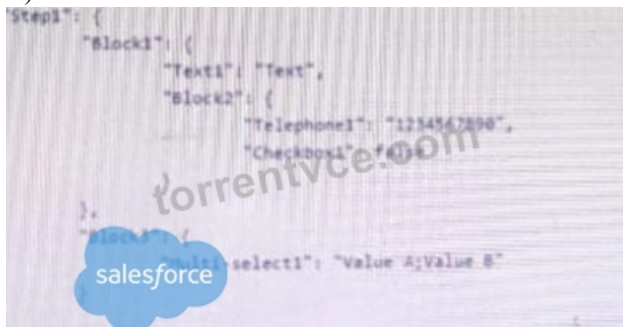 "Step1": {
"Block1": {
"Text1": "Text",
"Block2": {
"Telephone1": "1234567890",
"Checkbox1": false
}
},
"Block3": {
"Multi-select1": "Value A;Value B"
}
torrentvce.com
salesforce